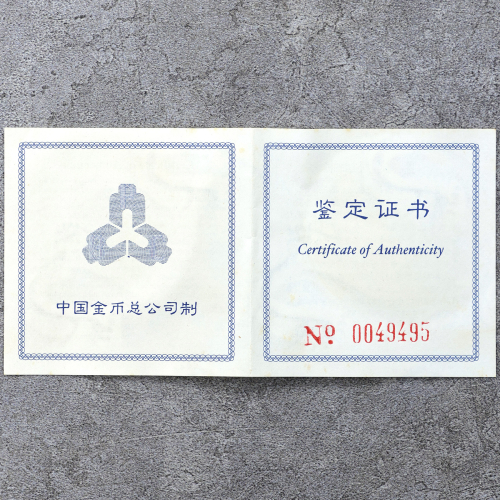 中国金币总公司制
鉴定证书
Certificate of Authenticity
No 0049495